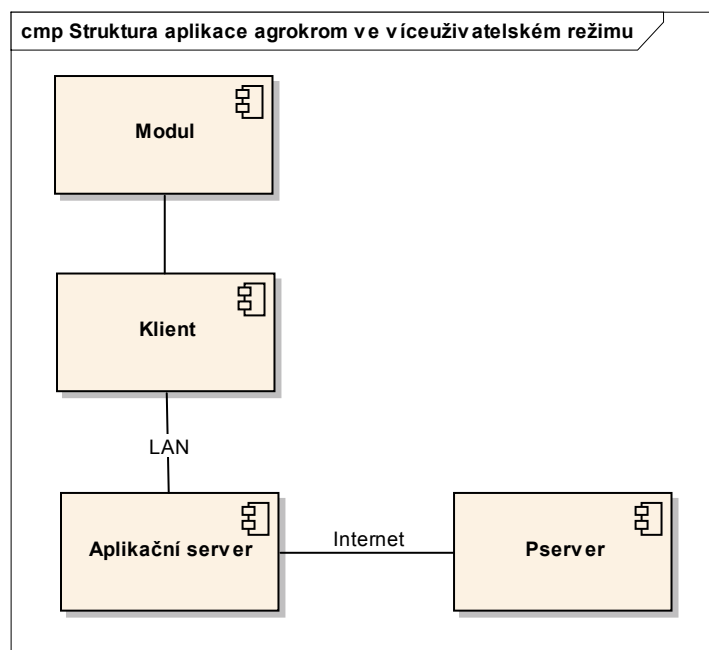 cmp Struktura aplikace agrokrom ve víceuživatelském režimu
Modul
Klient
LAN
Aplikační server
Internet
Pserver